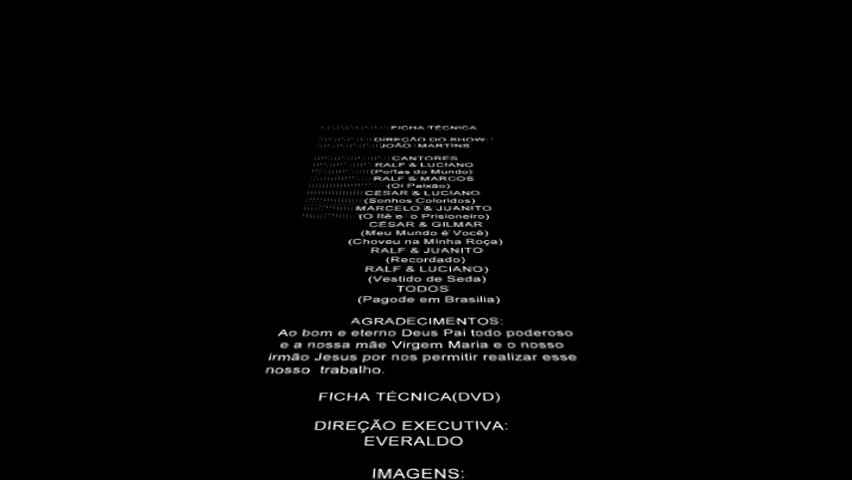 FICHA TÉCNICA
DIREÇÃO DO SHOW
JOÃO MARTINS
CANTORES
RALF & LUCIANO
(Poffas do Mundo)
RALF & MARCOS
(Oi Paixão)
CÉSAR & LUCIANO
(Sonhos Coloridos)
MARCELO & JUANITO
(O Ité e o Prisioneiro)
CÉSAR & GILMAR
(Meu Mundo é Você)
(Choveu na Minha Roça)
RALF & JUANITO
(Recordado)
RALF & LUCIANO)
(Vestido de Seda)
TODOS
(Pagode em Brasilia)
AGRADECIMENTOS:
Ao bom e eterno Deus Pai todo poderoso
e a nossa mãe Virgem Maria e o nosso
irmão Jesus por nos permitir realizar esse
nosso trabalho.
FICHA TÉCNICA(DVD)
DIREÇÃO EXECUTIVA:
EVERALDO
IMAGENS: